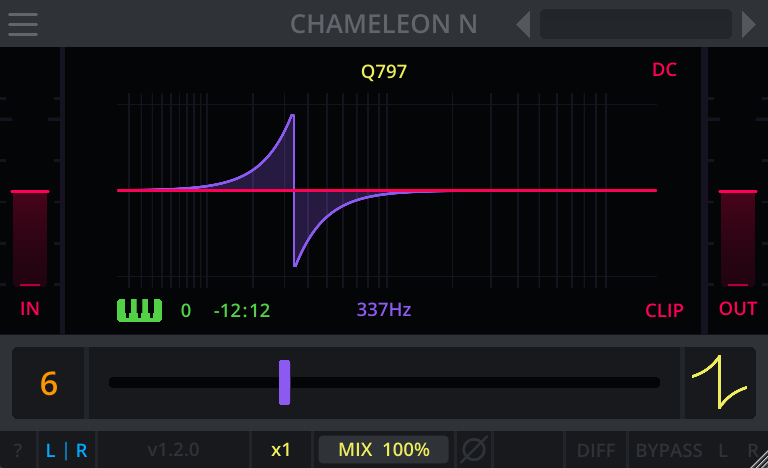 CHAMELEON N
Q797
DC
IN
0 -12:12
337Hz
CLIP
OUT
6
? L | R v1.2.0 x1 MIX 100% DIFF BYPASS L R